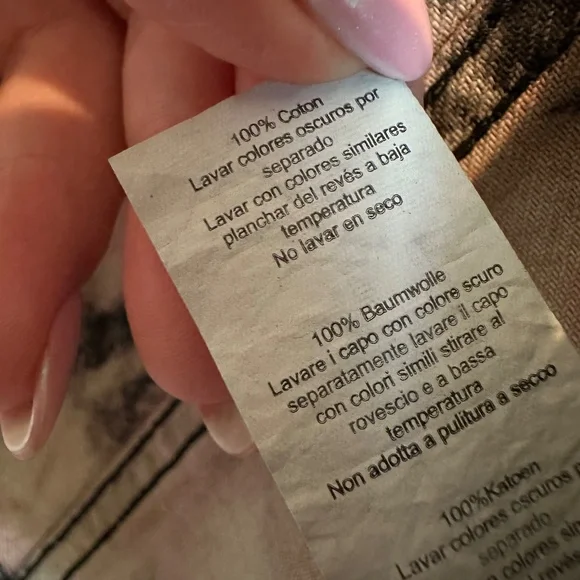 100% Coton
Lavar colores oscuros por
separado
Lavar con colores similares
planchar del revés a baja
temperatura
No lavar en seco
100% Baumwolle
Lavare i capo con colore scuro
separatamente lavare il capo
con colori simili stirare al
rovescio e a bassa
temperatura
Non adotta a pulitura a secco
100%Katoen
Lavar colores oscuros
separado
colores